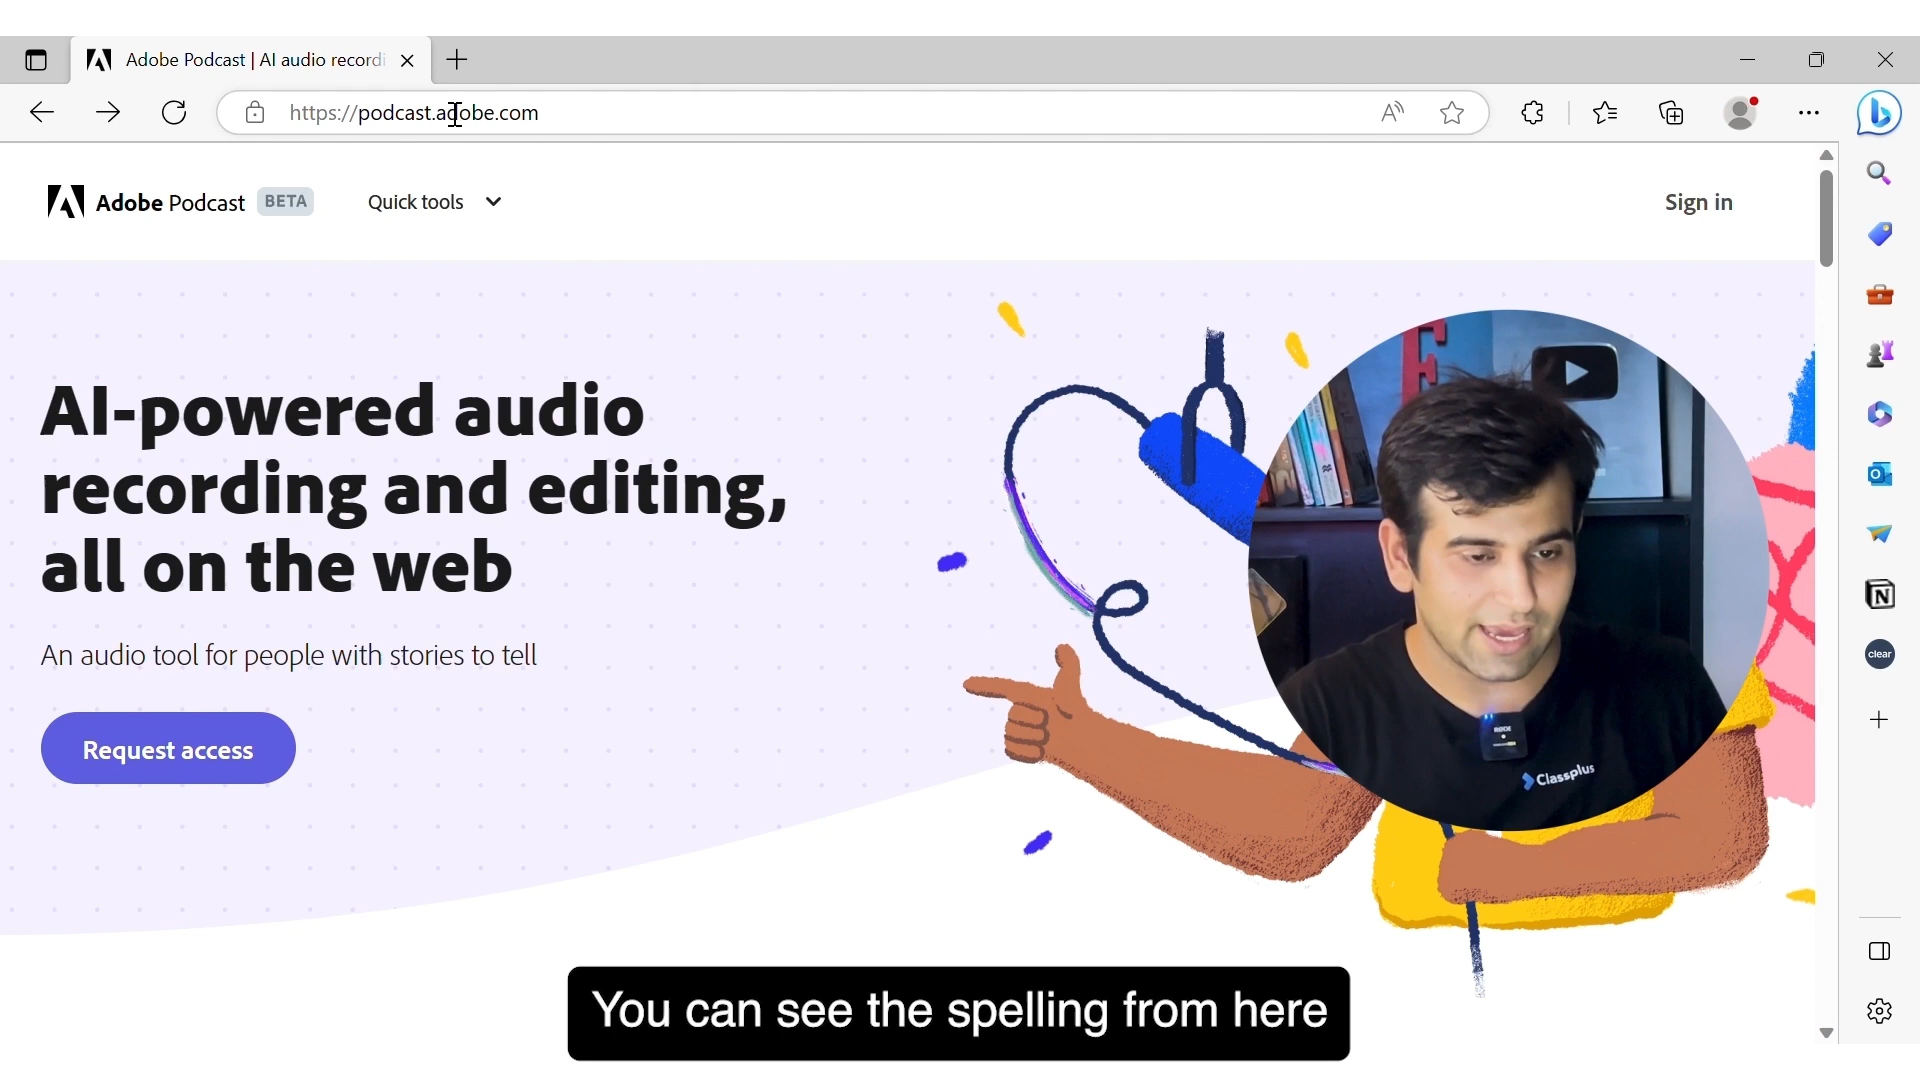 Adobe Podcast | AI audio recordi
https://podcast.adobe.com
Adobe Podcast BETA
Quick tools
Sign in
AI-powered audio
recording and editing,
all on the web
An audio tool for people with stories to tell
Request access
F
RØDE
Classplus
clear
You can see the spelling from here